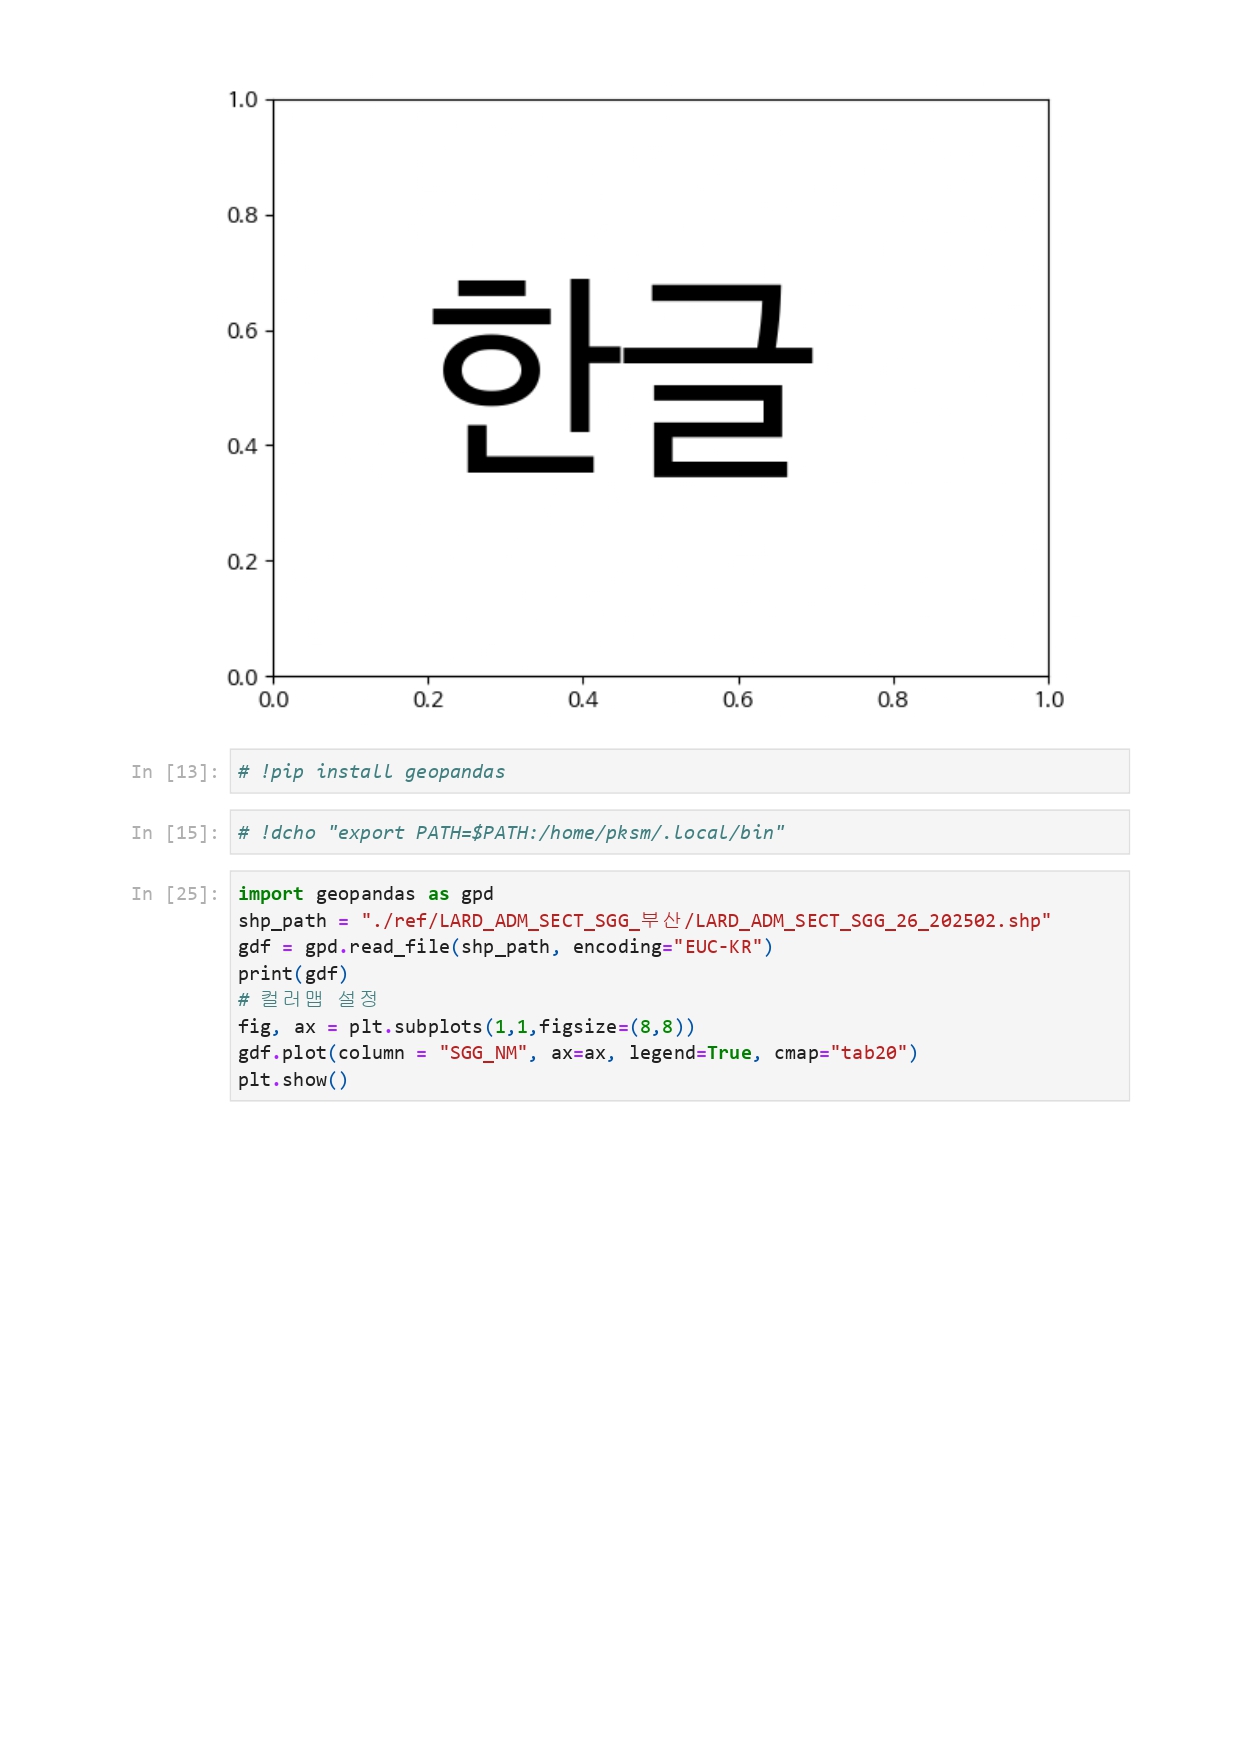 1.0
0.8
한글
0.6
0.4
0.2
0.0
0.0 0.2 0.4 0.6 0.8 1.0
In [13]: # !pip install geopandas
In [15]: # !dcho "export PATH=$PATH:/home/pksm/.local/bin"
In [25]: import geopandas as gpd
shp_path = "./ref/LARD_ADM_SECT_SGG_부산/LARD_ADM_SECT_SGG_26_202502.shp"
gdf = gpd.read_file(shp_path, encoding="EUC-KR")
print(gdf)
# 컬러맵 설정
fig, ax = plt.subplots(1,1,figsize=(8,8))
gdf.plot(column = "SGG_NM", ax=ax, legend=True, cmap="tab20")
plt.show()